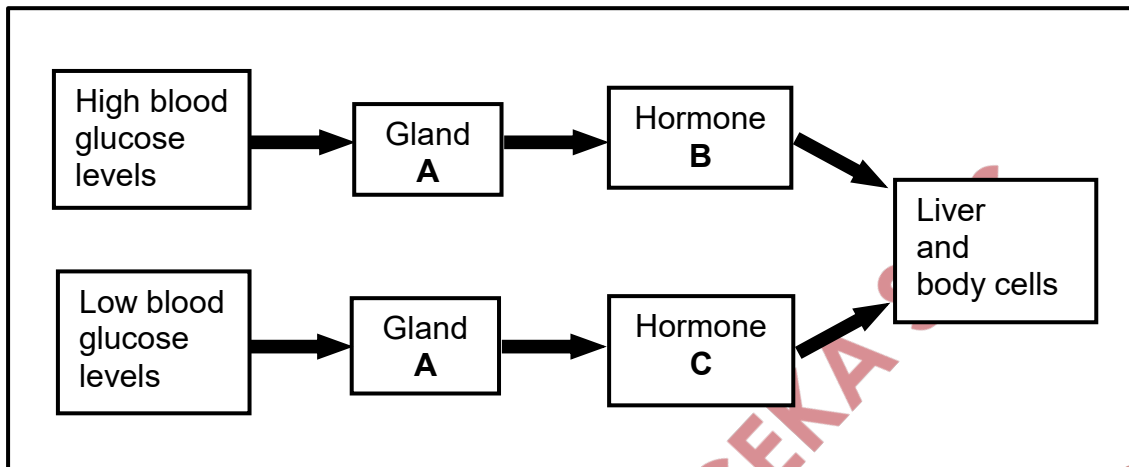 High blood
glucose
levels
Gland
A
Hormone
B
Liver
and
body cells
Low blood
glucose
levels
Gland
A
Hormone
C